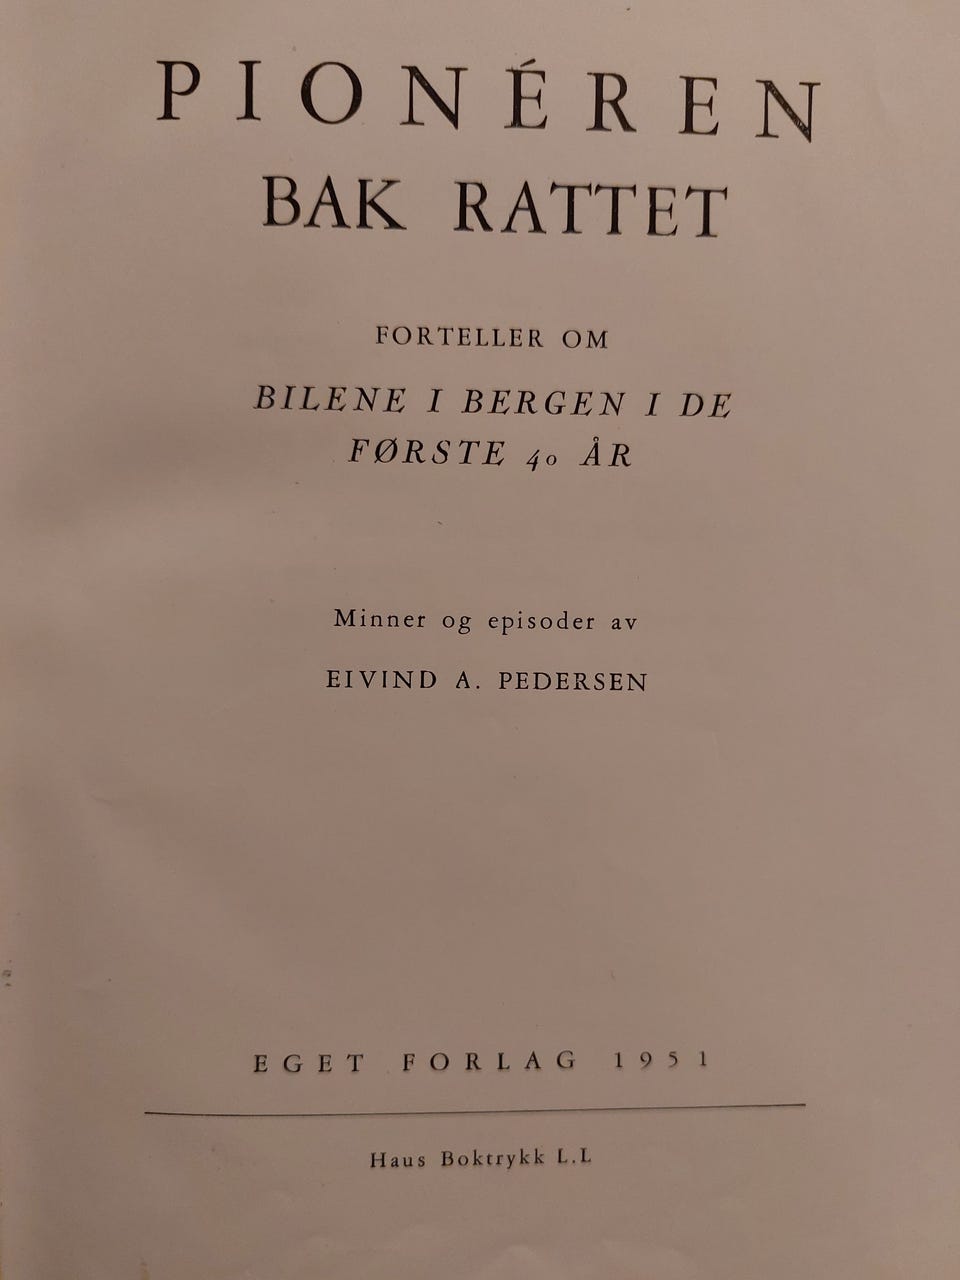 PIONÉREN
BAK RATTET
FORTELLER OM
BILENE I BERGEN I DE
FØRSTE 40 ÅR
Minner og episoder av
EIVIND A. PEDERSEN
EGET FORLAG 1951
Haus Boktrykk L.L